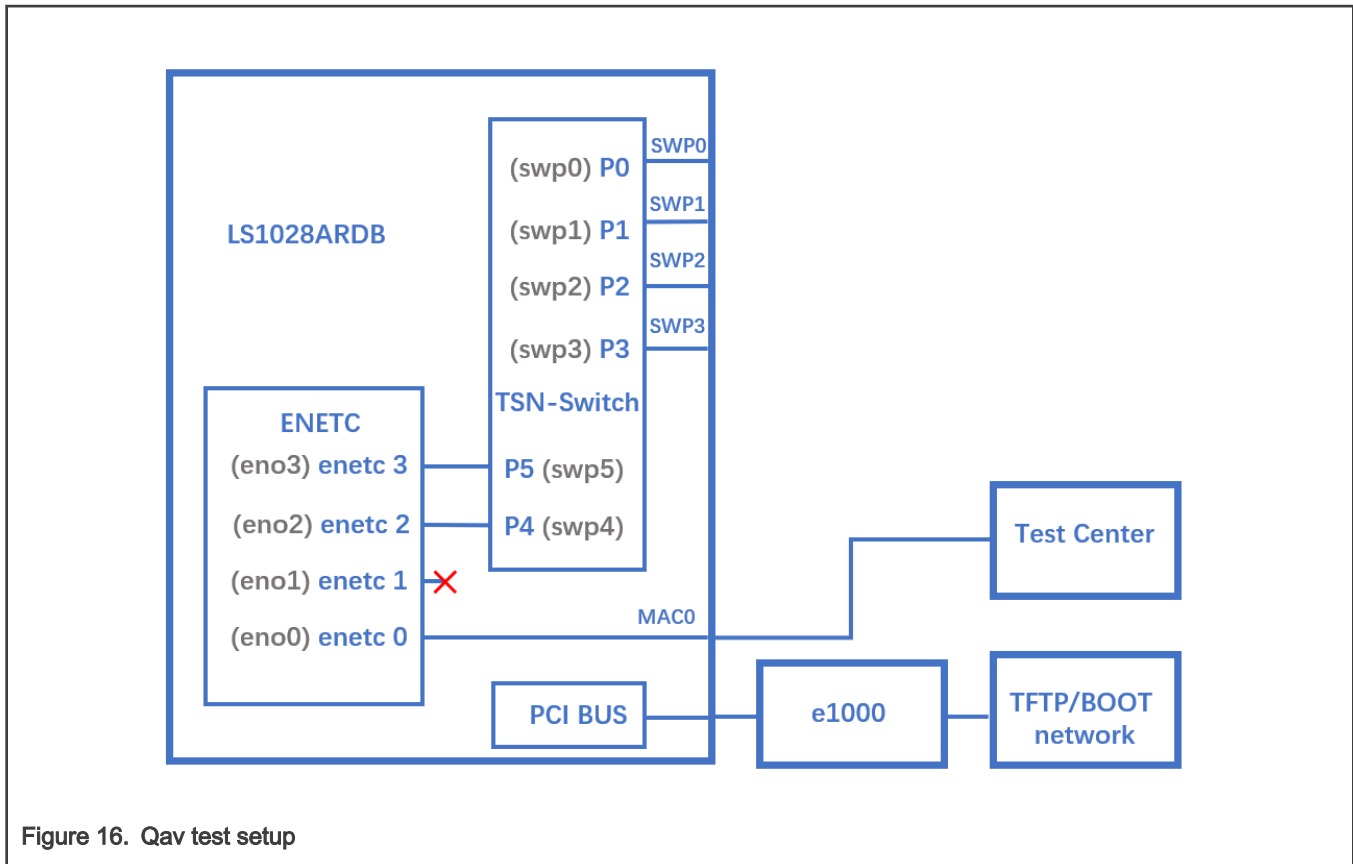 LS1028ARDB
(swp0) P0
SWP0
(swp1) P1
SWP1
(swp2) P2
SWP2
(swp3) P3
SWP3
TSN-Switch
P5 (swp5)
P4 (swp4)
ENETC
(eno3) enetc 3
(eno2) enetc 2
(eno1) enetc 1
(eno0) enetc 0
MAC0
PCI BUS
e1000
Test Center
TFTP/BOOT
network
Figure 16. Qav test setup